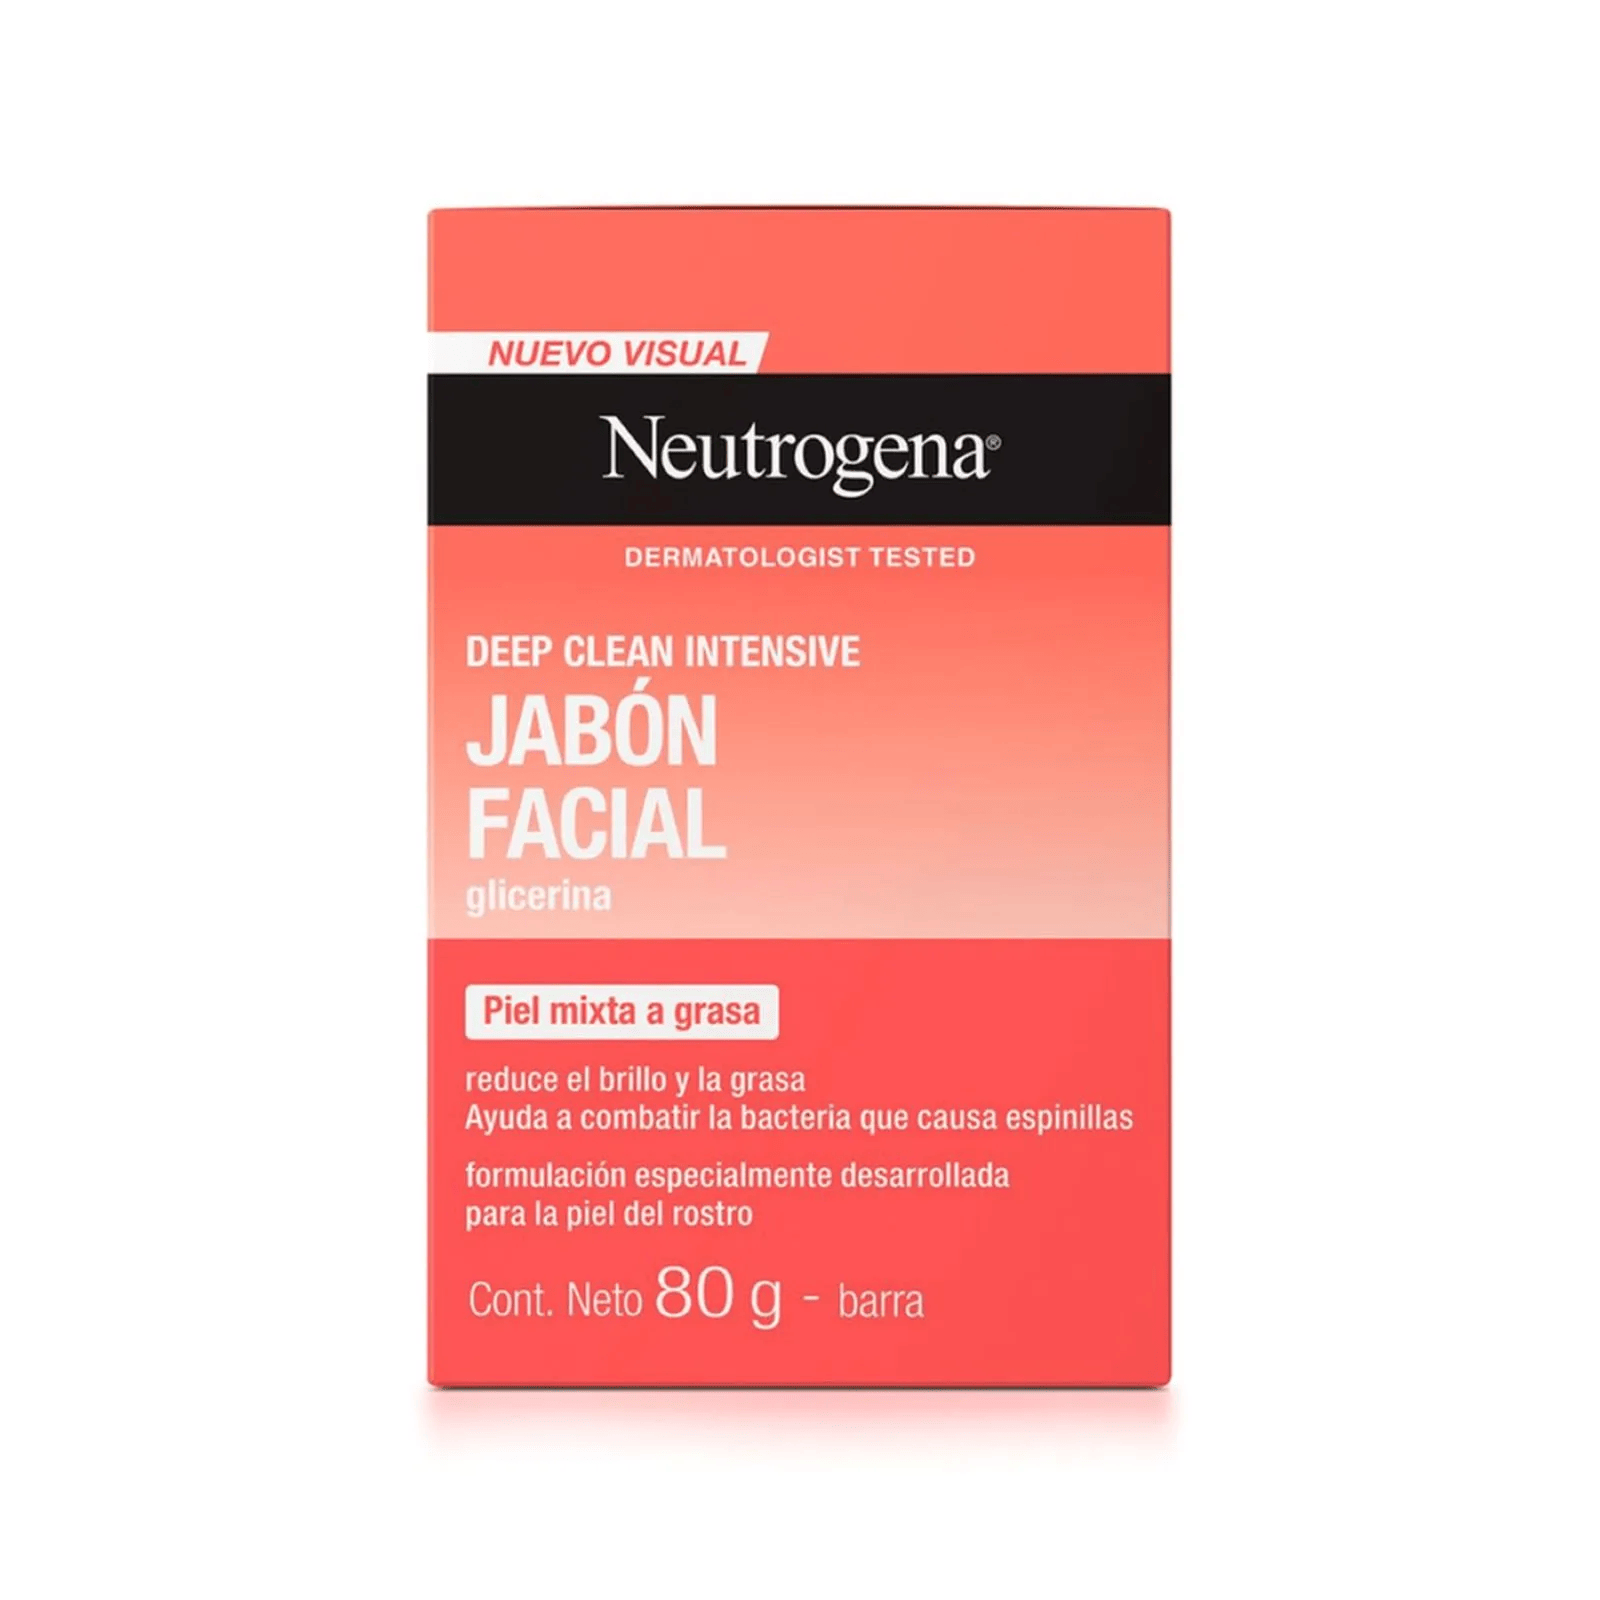 NUEVO VISUAL
Neutrogena®
DERMATOLOGIST TESTED
DEEP CLEAN INTENSIVE
JABÓN
FACIAL
glicerina
Piel mixta a grasa
reduce el brillo y la grasa
Ayuda a combatir la bacteria que causa espinillas
formulación especialmente desarrollada
para la piel del rostro
Cont. Neto 80 g - barra